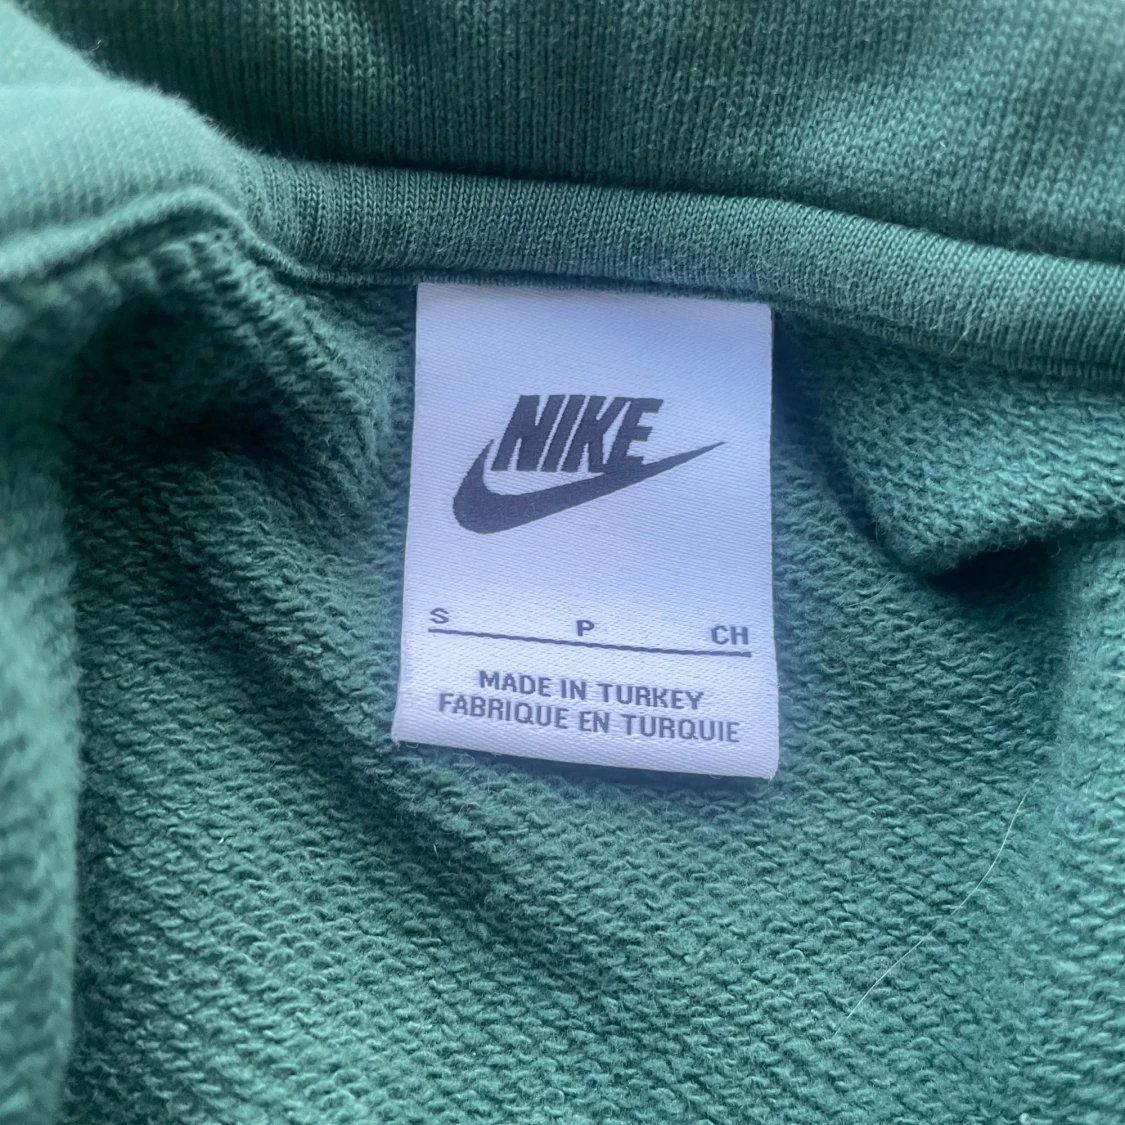 NIKE
S P CH
MADE IN TURKEY
FABRIQUE EN TURQUIE